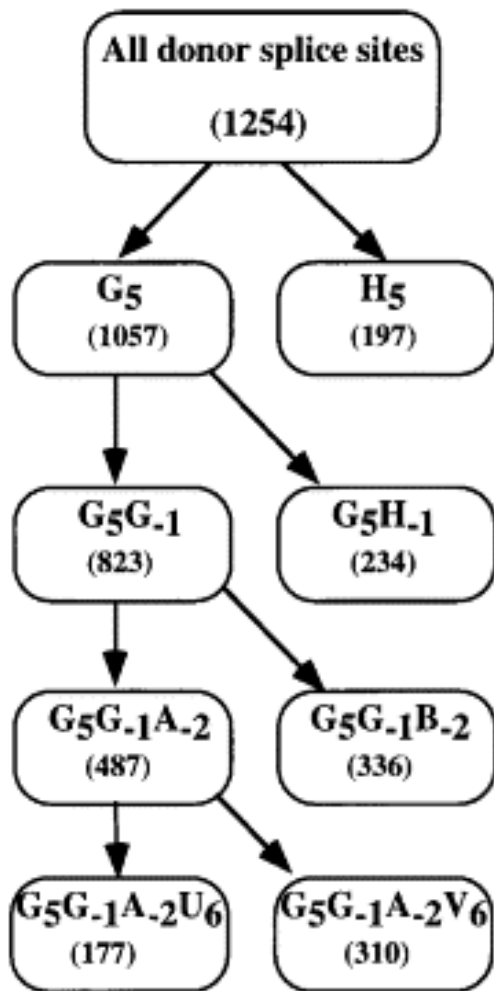 All donor splice sites
(1254)
G5 H5
(1057) (197)
G5G-1 G5H-1
(823) (234)
G5G-1A-2 G5G-1B-2
(487) (336)
G5G-1A-2U6 G5G-1A-2V6
(177) (310)